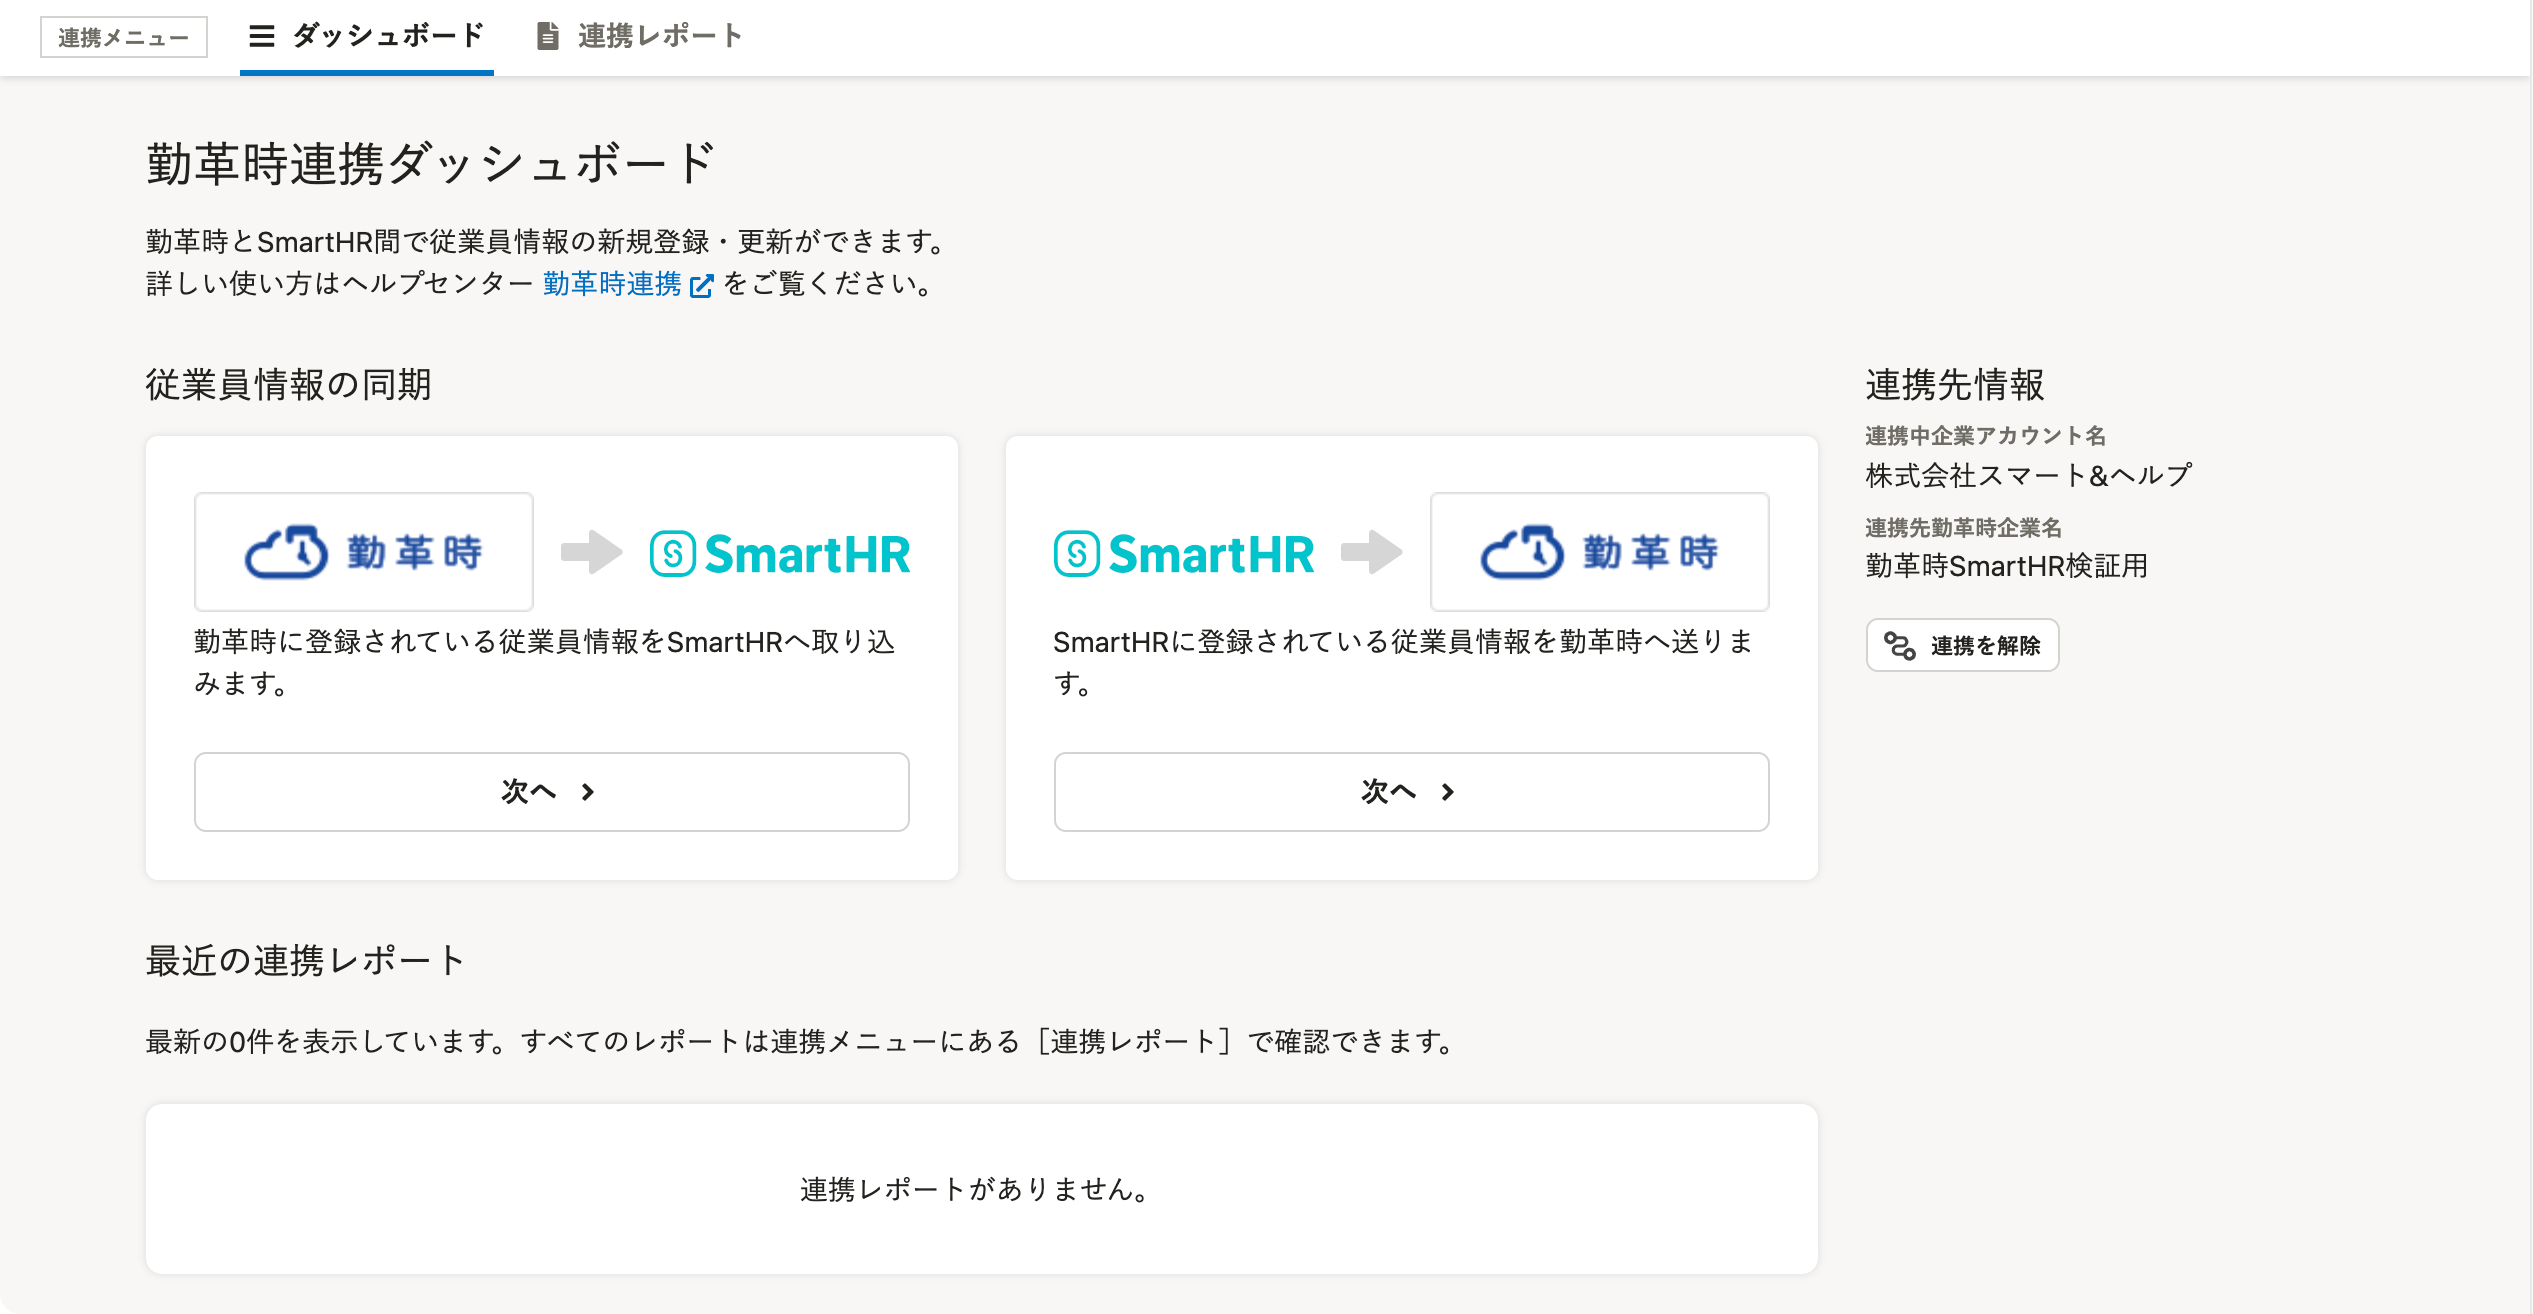 連携メニュー
ダッシュボード
連携レポート
勤革時連携ダッシュボード
勤革時とSmartHR間で従業員情報の新規登録・更新ができます。
詳しい使い方はヘルプセンター 勤革時連携 をご覧ください。
従業員情報の同期
勤革時
SmartHR
勤革時に登録されている従業員情報をSmartHRへ取り込
みます。
次へ
SmartHR
勤革時
SmartHRに登録されている従業員情報を勤革時へ送りま
す。
次へ
連携先情報
連携中企業アカウント名
株式会社スマート&ヘルプ
連携先勤革時企業名
勤革時SmartHR検証用
連携を解除
最近の連携レポート
最新の0件を表示しています。すべてのレポートは連携メニューにある［連携レポート］で確認できます。
連携レポートがありません。